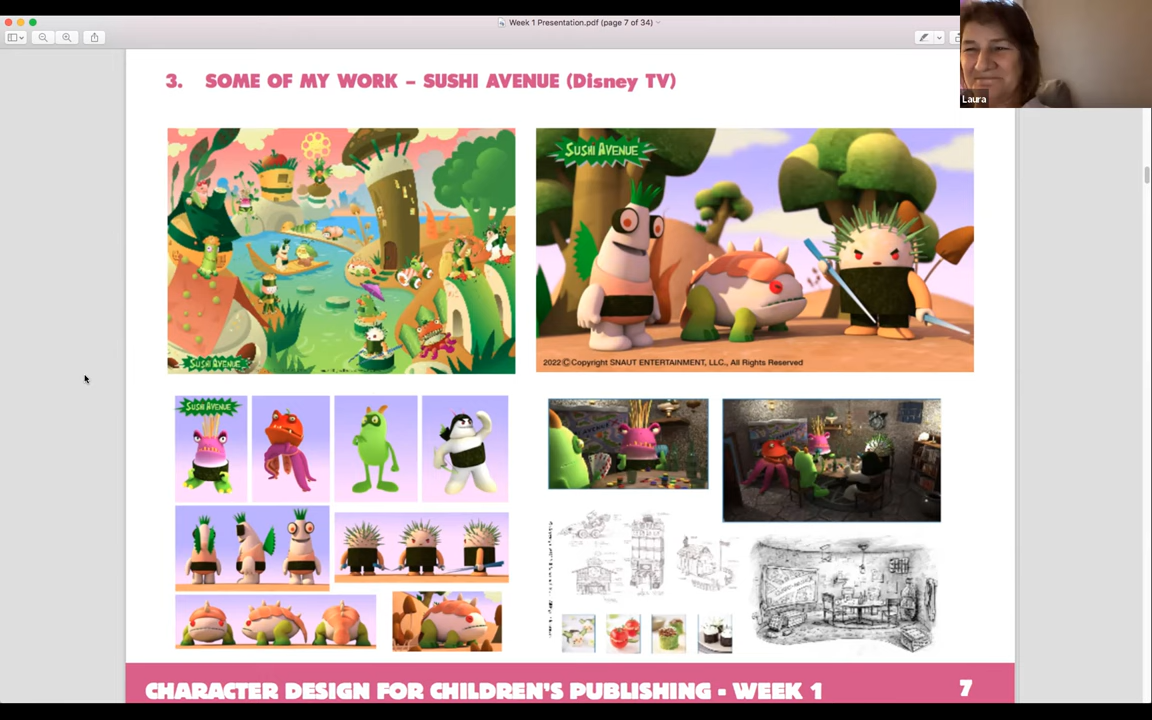 Week 1 Presentation.pdf (page 7 of 34)
Laura
3. SOME OF MY WORK – SUSHI AVENUE (Disney TV)
SUSHI AVENUE
SUSHI AVENUE
2022©Copyright SNAUT ENTERTAINMENT, LLC., All Rights Reserved
SUSHI AVENUE
CHARACTER DESIGN FOR CHILDREN'S PUBLISHING - WEEK 1
7